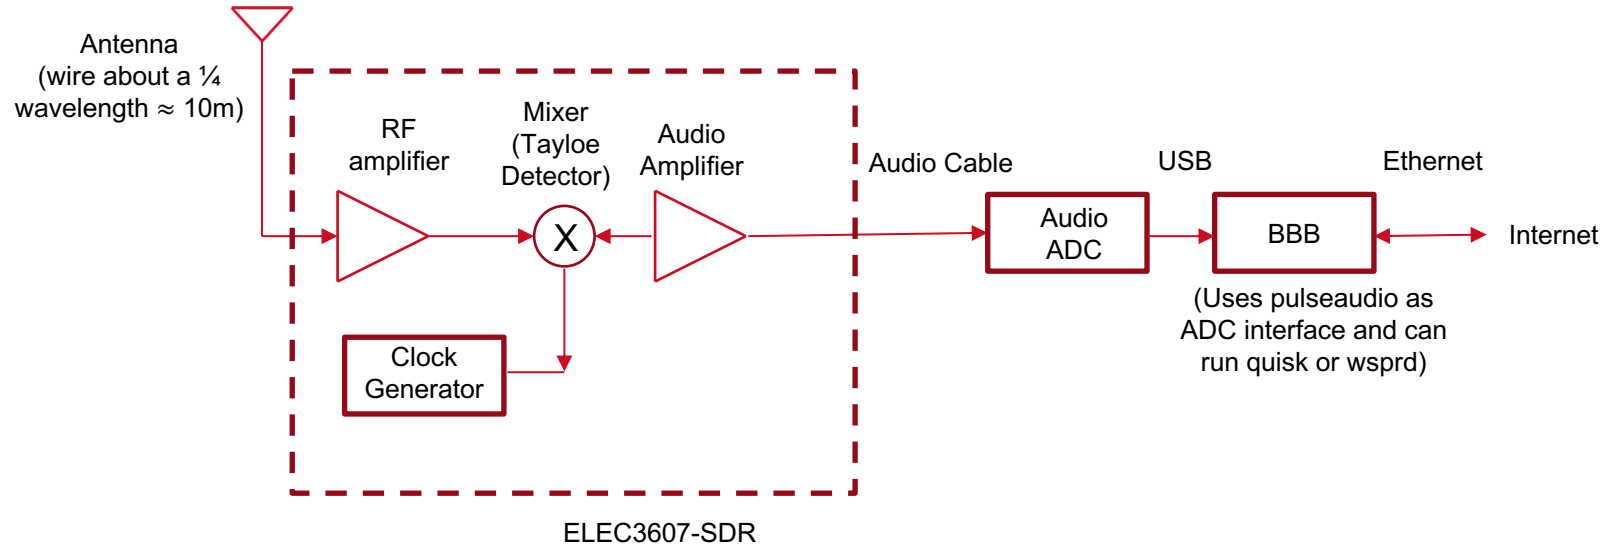 Antenna
(wire about a ¼
wavelength ≈ 10m)
RF
amplifier
Mixer
(Tayloe
Detector)
Audio
Amplifier
X
Clock
Generator
ELEC3607-SDR
Audio Cable
Audio
ADC
USB
BBB
(Uses pulseaudio as
ADC interface and can
run quisk or wsprd)
Ethernet
Internet